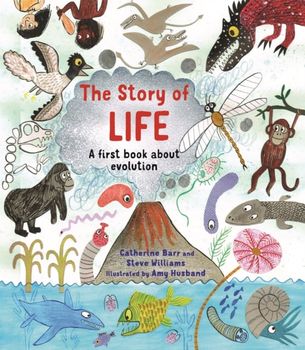 The Story of
LIFE
A first book about
evolution
Catherine Barr and
Steve Williams
Illustrated by Amy Husband